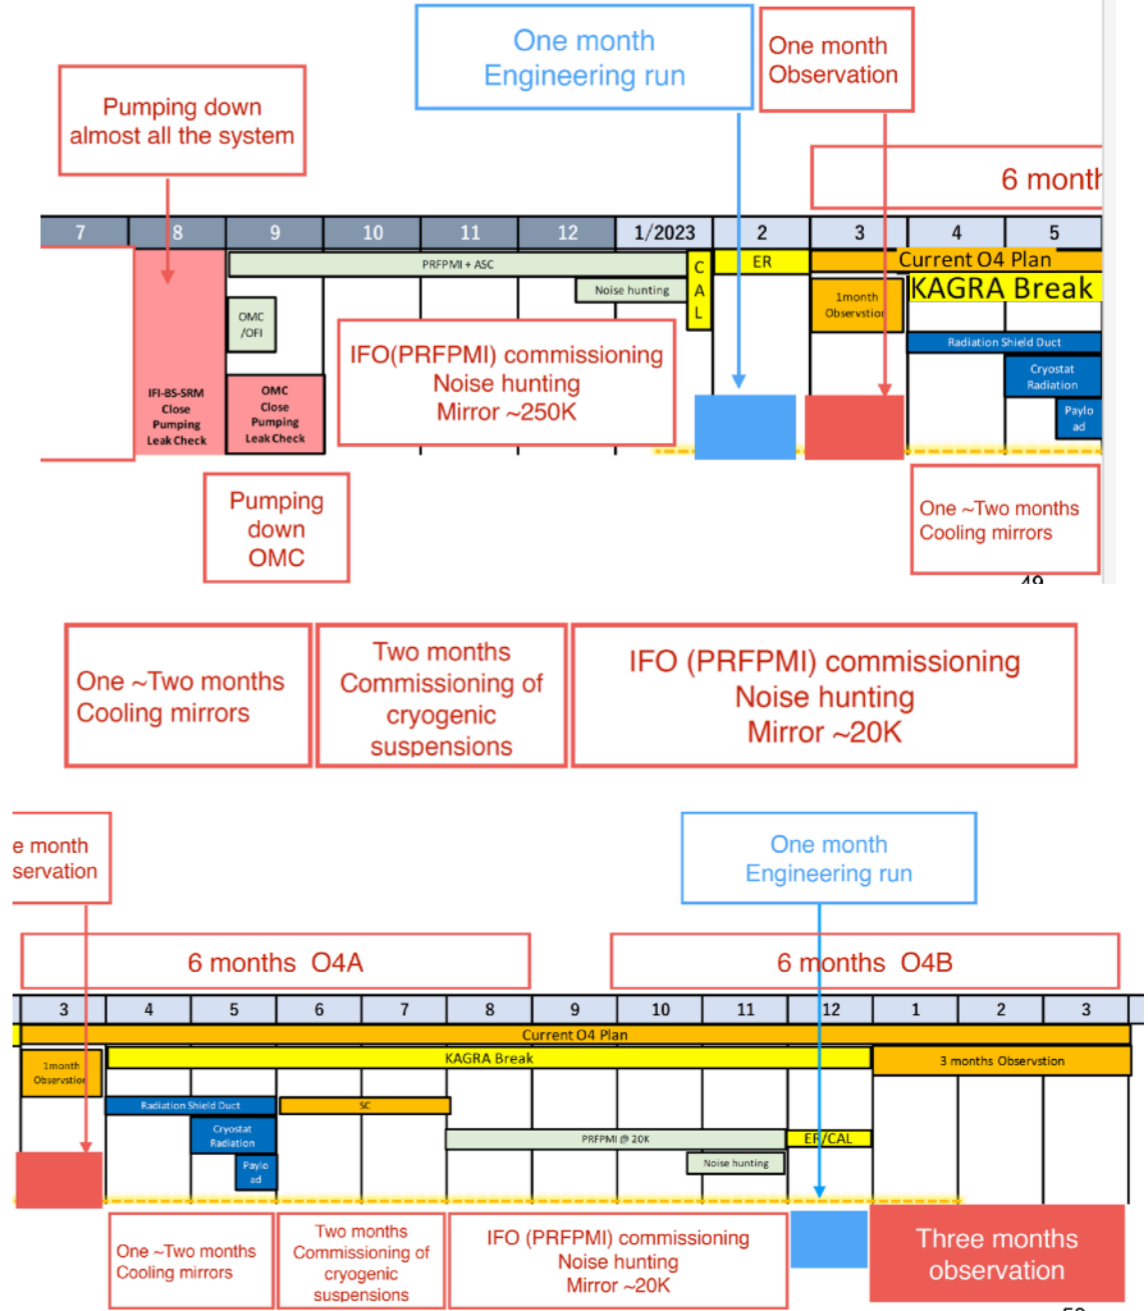 One month
Engineering run
One month
Observation
Pumping down
almost all the system
6 month
7 8 9 10 11 12 1/2023 2 3 4 5
PRFPMI + ASC
C
A
L
ER
Current O4 Plan
Noise hunting
1month
Observstion
KAGRA Break
OMC
/OFI
IFO(PRFPMI) commissioning
Noise hunting
Mirror ~250K
Radiation Shield Duct
Cryostat
Radiation
Paylo
ad
IFI-BS-SRM
Close
Pumping
Leak Check
OMC
Close
Pumping
Leak Check
Pumping
down
OMC
One ~Two months
Cooling mirrors
49
One ~Two months
Cooling mirrors
Two months
Commissioning of
cryogenic
suspensions
IFO (PRFPMI) commissioning
Noise hunting
Mirror ~20K
e month
servation
One month
Engineering run
6 months O4A
6 months O4B
3 4 5 6 7 8 9 10 11 12 1 2 3
Current O4 Plan
1month
Observstion
KAGRA Break
3 months Observstion
Radiation Shield Duct
SC
Cryostat
Radiation
PRFPMI @ 20K
ER/CAL
Paylo
ad
Noise hunting
One ~Two months
Cooling mirrors
Two months
Commissioning of
cryogenic
suspensions
IFO (PRFPMI) commissioning
Noise hunting
Mirror ~20K
Three months
observation